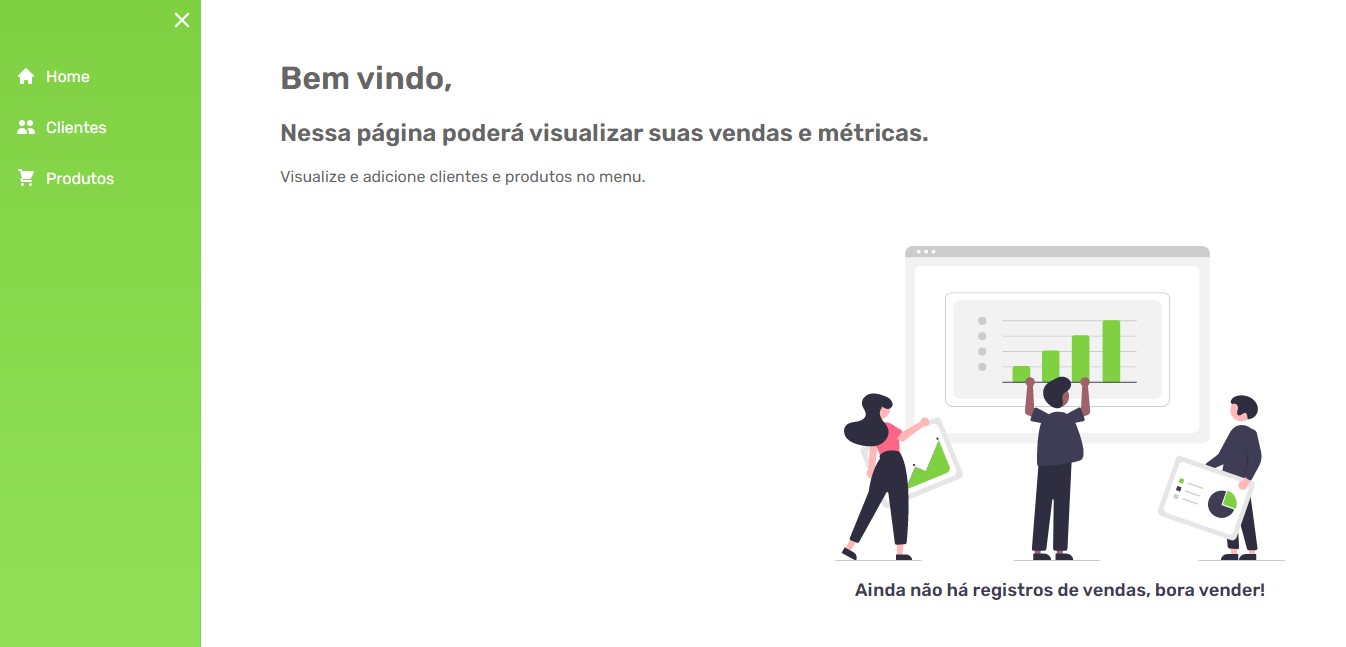 Home
Clientes
Produtos
Bem vindo,
Nessa página poderá visualizar suas vendas e métricas.
Visualize e adicione clientes e produtos no menu.
Ainda não há registros de vendas, bora vender!